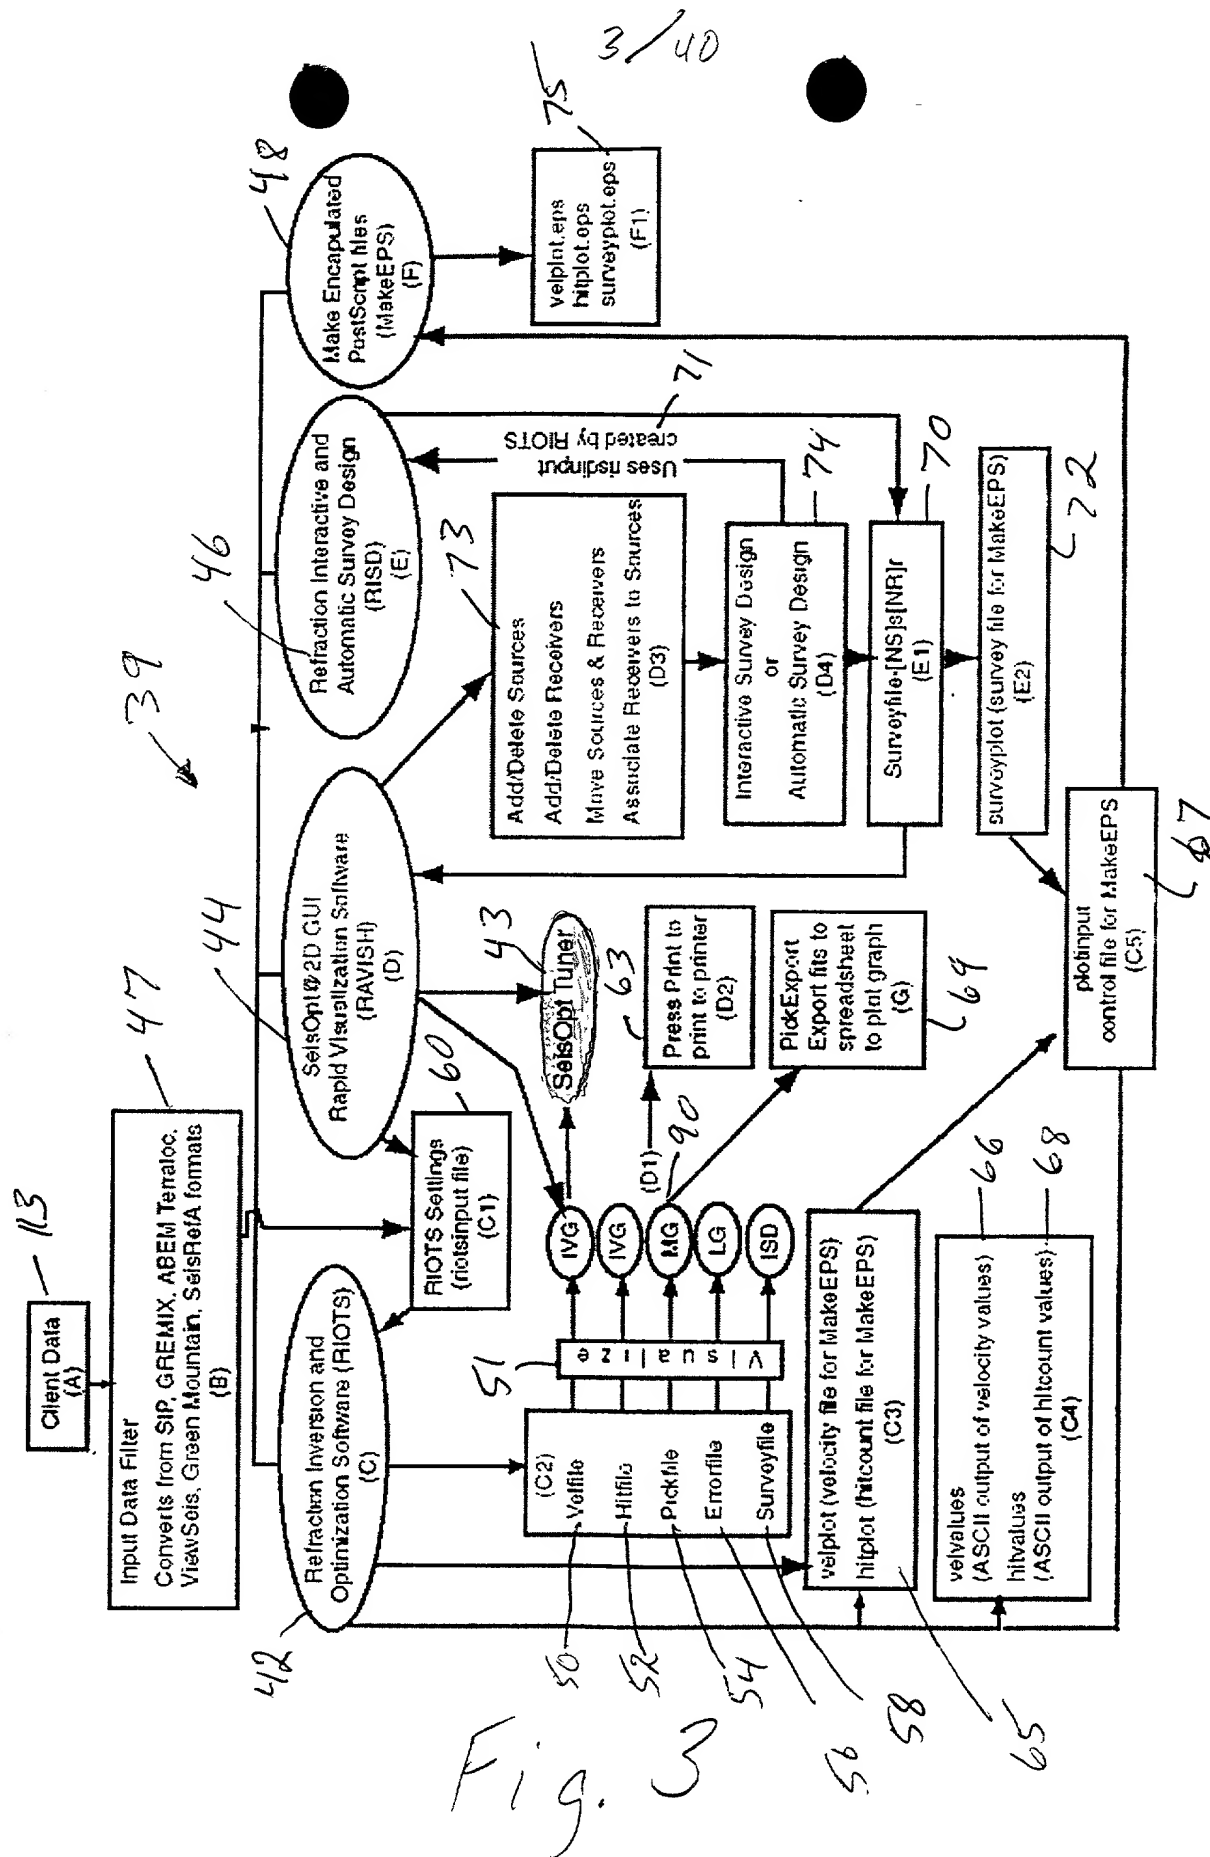 3/40
Client Data
(A)
113
Input Data Filter
Converts from SIP, GREMIX, ABEM Terraloc,
ViewSeis, Green Mountain, SeisRefA formats
(B)
47
39
Refraction Inversion and
Optimization Software (RIOTS)
(C)
42
SeisOpt® 2D GUI
Rapid Visualization Software
(RAVISH)
(D)
44
Refraction Interactive and
Automatic Survey Design
(RISD)
(E)
46
Make Encapulated
PostScript files
(MakeEPS)
(F)
48
RIOTS Settings
(riotsinput file)
(C1)
60
velplot.eps
hitplot.eps
surveyplot.eps
(F1)
75
(C2)
Velfile
Hitfile
Pickfile
Errorfile
Surveyfile
50
52
54
56
58
Visualize
51
IVG
IVG
MG
LG
ISD
90
SeisOpt Tuner
43
(D1)
Press Print to
print to printer
(D2)
63
PickExport
Export fits to
spreadsheet
to plot graph
(G)
69
Add/Delete Sources
Add/Delete Receivers
Move Sources & Receivers
Associate Receivers to Sources
(D3)
73
Uses risdinput
created by RIOTS
71
Interactive Survey Design
or
Automatic Survey Design
(D4)
74
Surveyfile-[NS]s[NR]r
(E1)
70
surveyplot (survey file for MakeEPS)
(E2)
72
velplot (velocity file for MakeEPS)
hitplot (hitcount file for MakeEPS)
(C3)
65
velvalues
(ASCII output of velocity values)
hitvalues
(ASCII output of hitcount values)
(C4)
66
68
plotinput
control file for MakeEPS
(C5)
67
Fig. 3